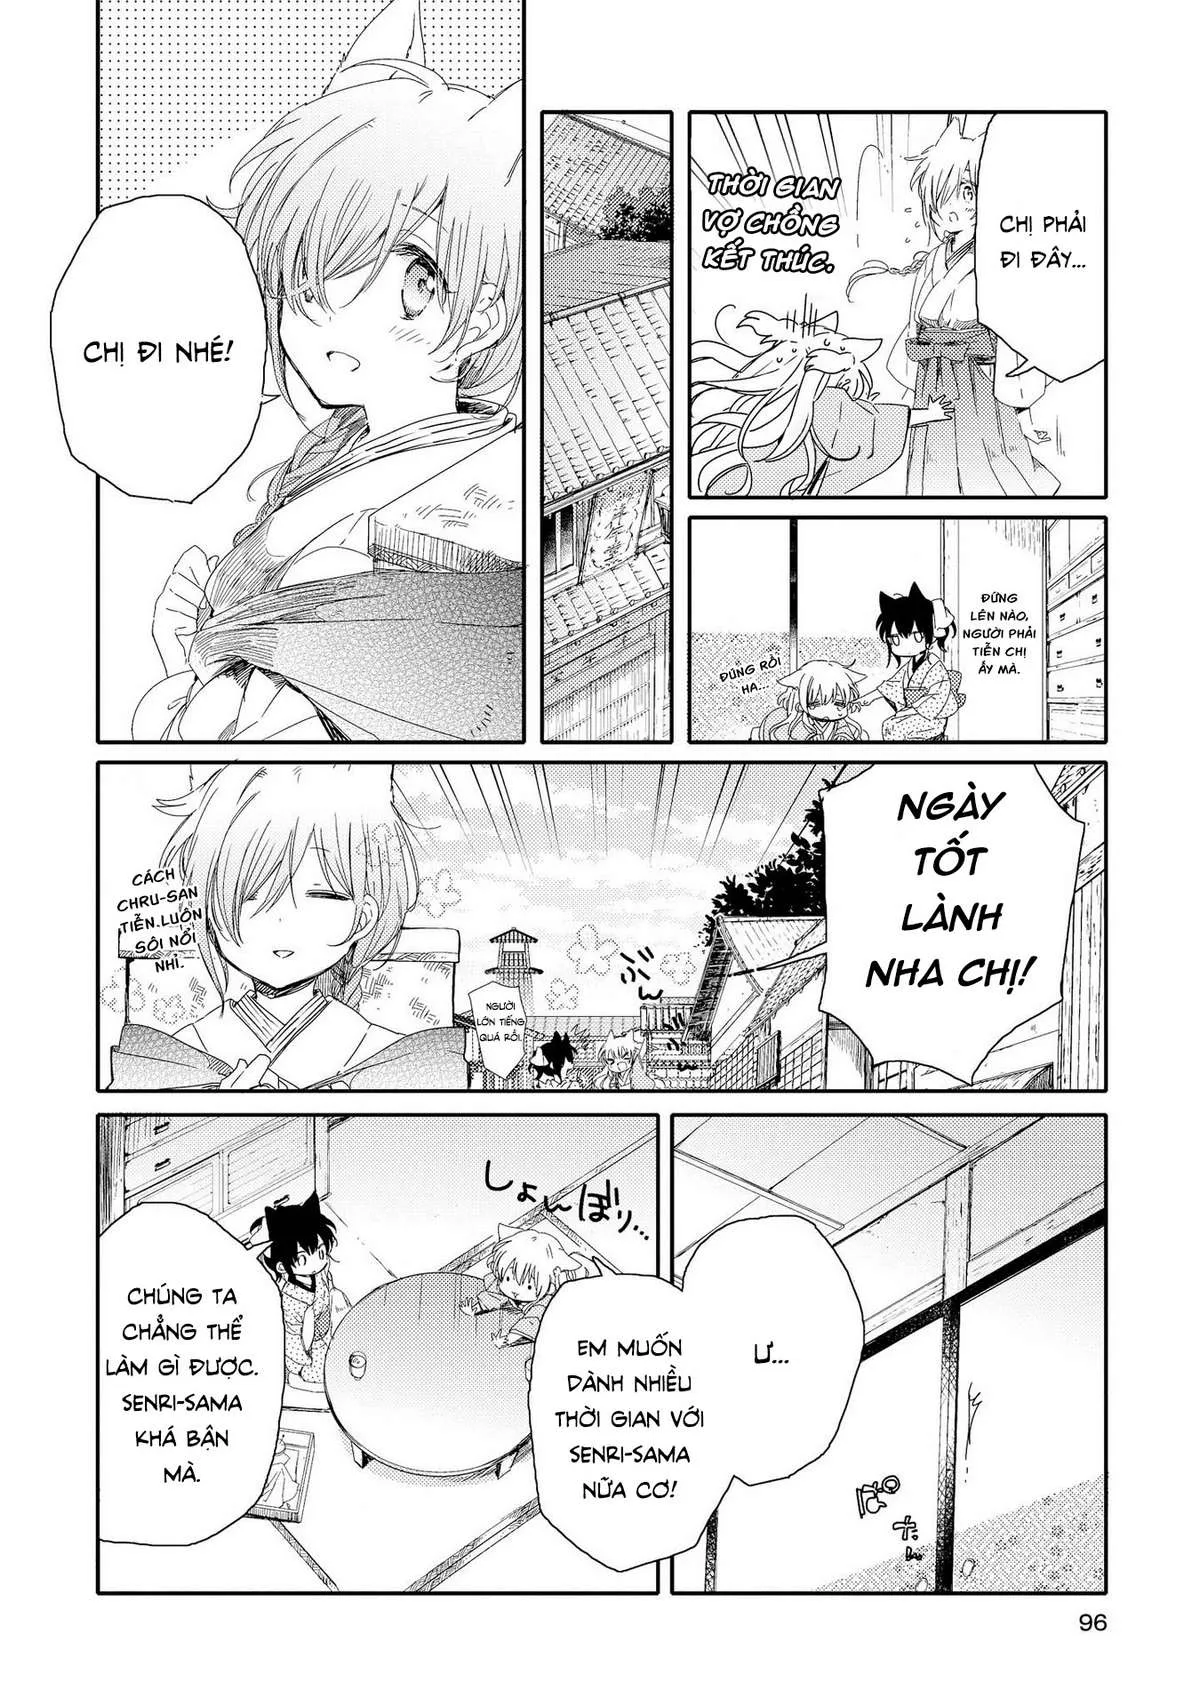 CHỊ PHẢI
ĐI ĐÂY...
THỜI GIAN
VỢ CHỒNG
KẾT THÚC.
ĐỨNG
LÊN NÀO,
NGƯỜI PHẢI
TIỄN CHỊ
ẤY MÀ.
ĐÚNG RỒI
HA...
CHỊ ĐI NHÉ!
NGÀY
TỐT
LÀNH
NHA CHỊ!
NGƯỜI
LỚN TIẾNG
QUÁ RỒI.
CÁCH
CHRU-SAN
TIỄN LUÔN
SÔI NỔI
NHỈ.
Ư...
EM MUỐN
DÀNH NHIỀU
THỜI GIAN VỚI
SENRI-SAMA
NỮA CƠ!
しょんぼり...
CHÚNG TA
CHẲNG THỂ
LÀM GÌ ĐƯỢC.
SENRI-SAMA
KHÁ BẬN
MÀ.
96